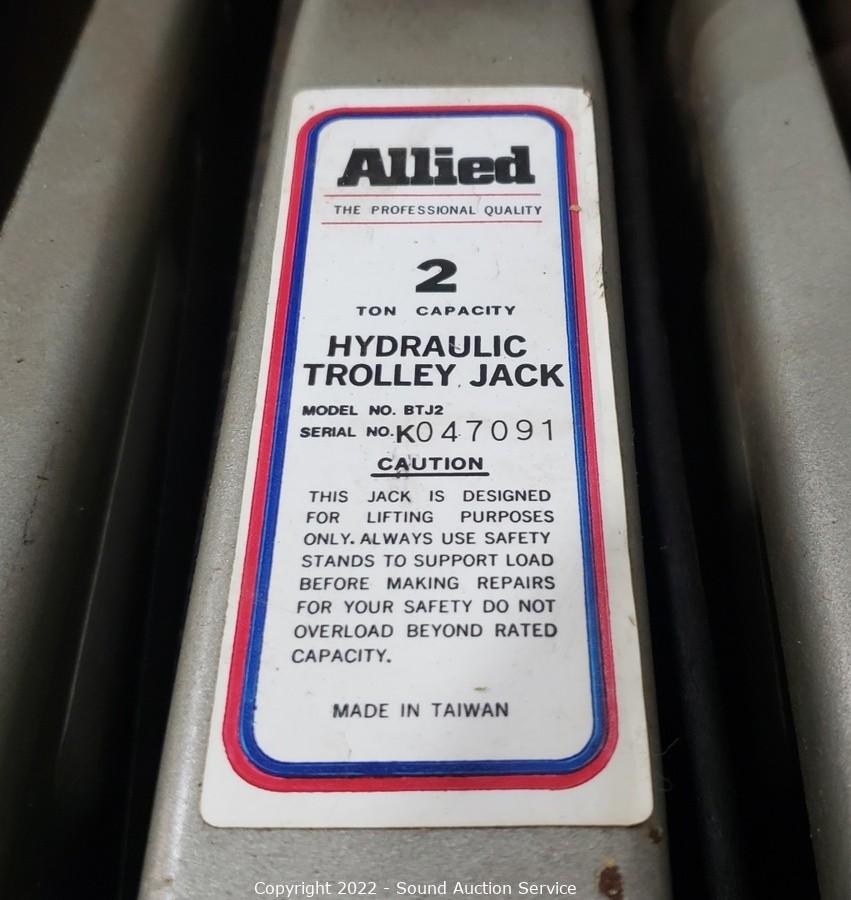 Allied
THE PROFESSIONAL QUALITY
2
TON CAPACITY
HYDRAULIC
TROLLEY JACK
MODEL NO. BTJ2
SERIAL NO. K047091
CAUTION
THIS JACK IS DESIGNED
FOR LIFTING PURPOSES
ONLY. ALWAYS USE SAFETY
STANDS TO SUPPORT LOAD
BEFORE MAKING REPAIRS
FOR YOUR SAFETY DO NOT
OVERLOAD BEYOND RATED
CAPACITY.
MADE IN TAIWAN
Copyright 2022 - Sound Auction Service